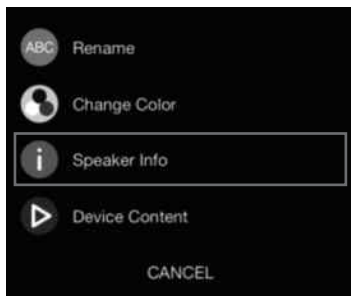 ABC Rename
Change Color
i Speaker Info
Device Content
CANCEL